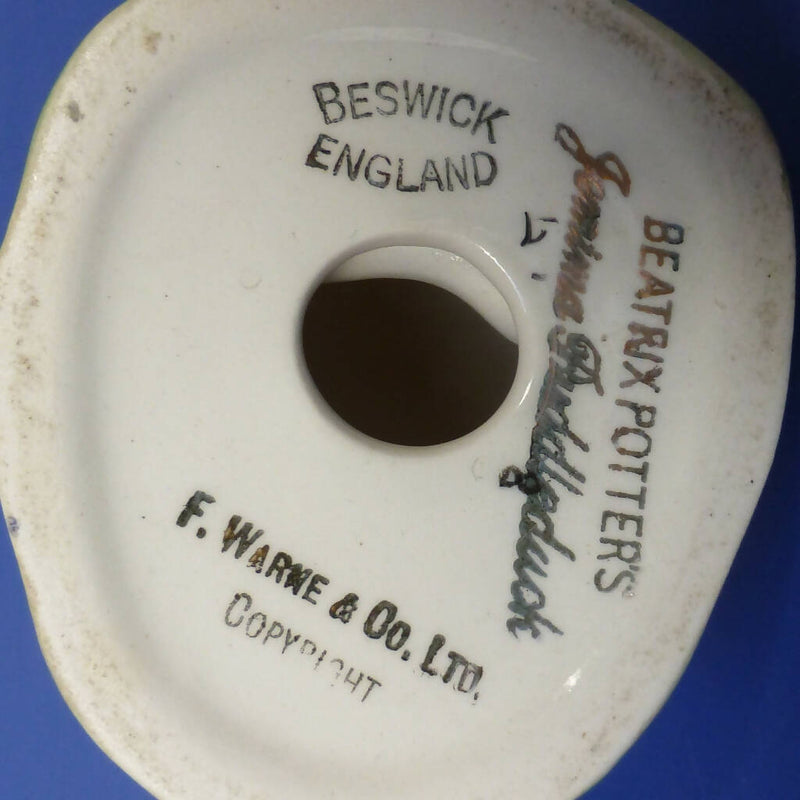 BESWICK
ENGLAND
BEATRIX POTTER'S
Jemima Puddleduck
F. WARNE & CO. LTD.
COPYRIGHT